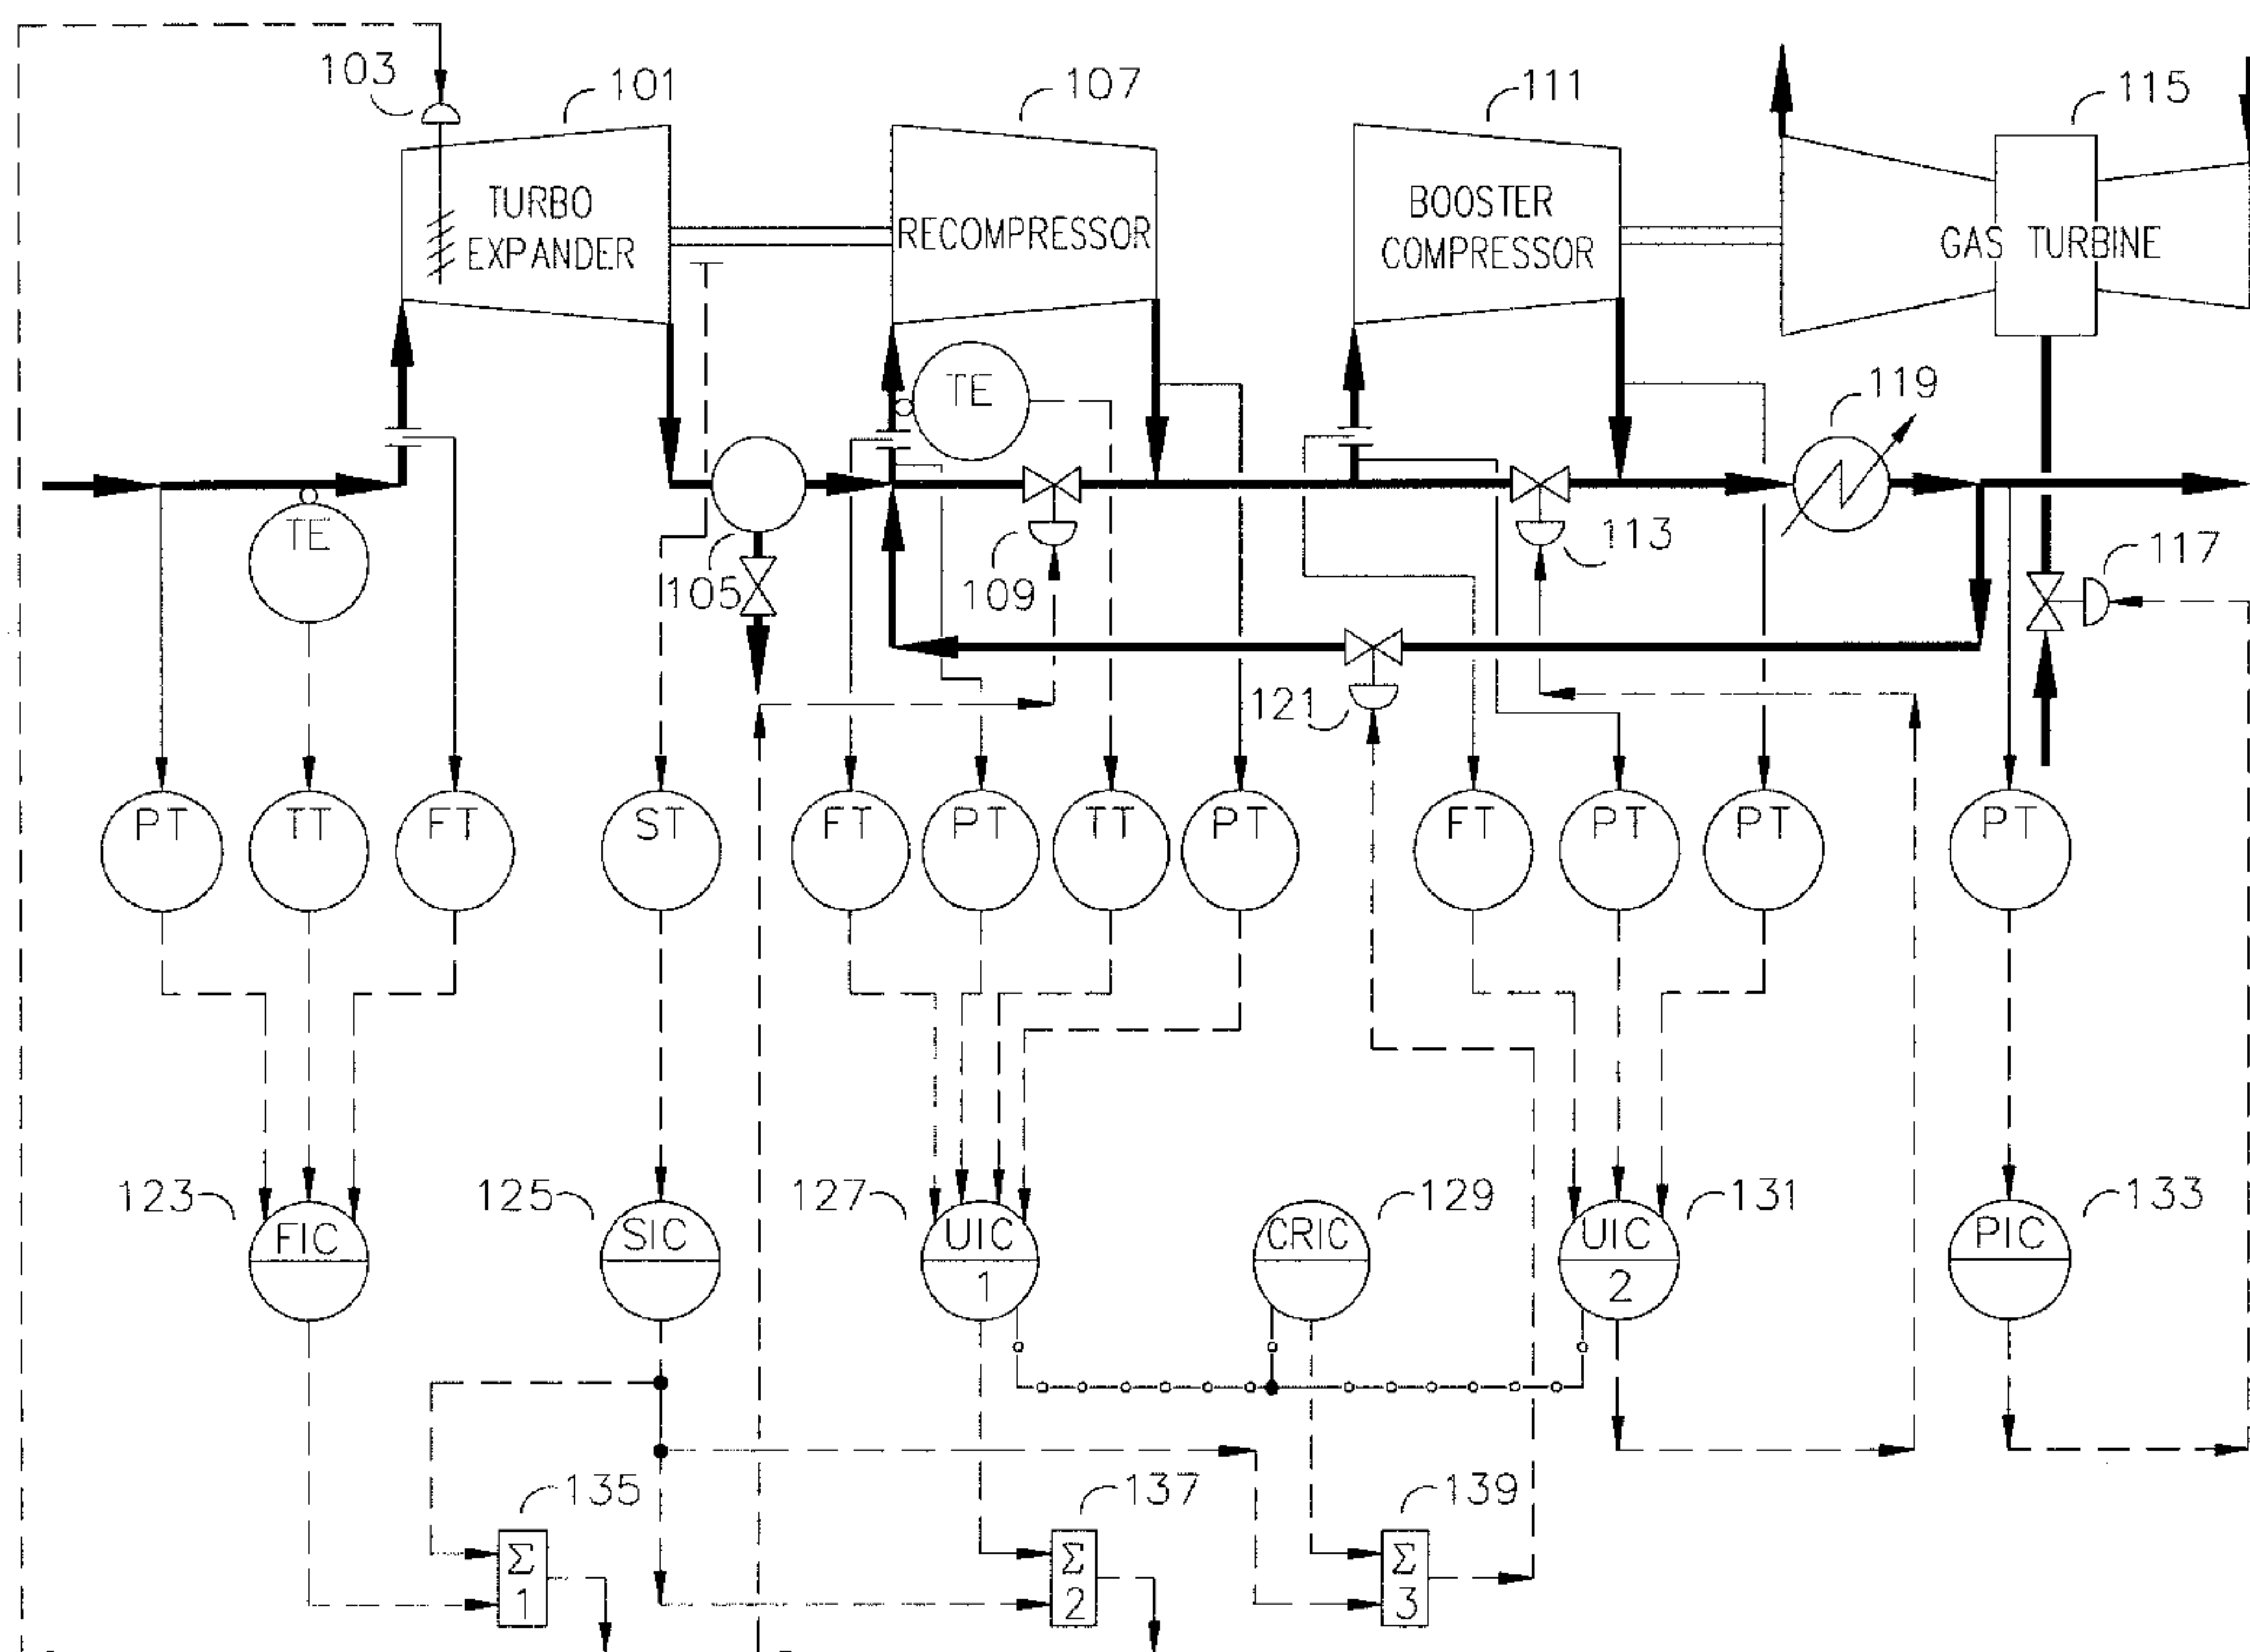 103
101
107
111
115
TURBO
EXPANDER
RECOMPRESSOR
BOOSTER
COMPRESSOR
GAS TURBINE
TE
119
TE
105
109
113
117
121
PT
TT
FT
ST
FT
PT
TT
PT
FT
PT
PT
PT
123
125
127
129
131
133
FIC
SIC
UIC
1
CRIC
UIC
2
PIC
135
137
139
Σ
1
Σ
2
Σ
3